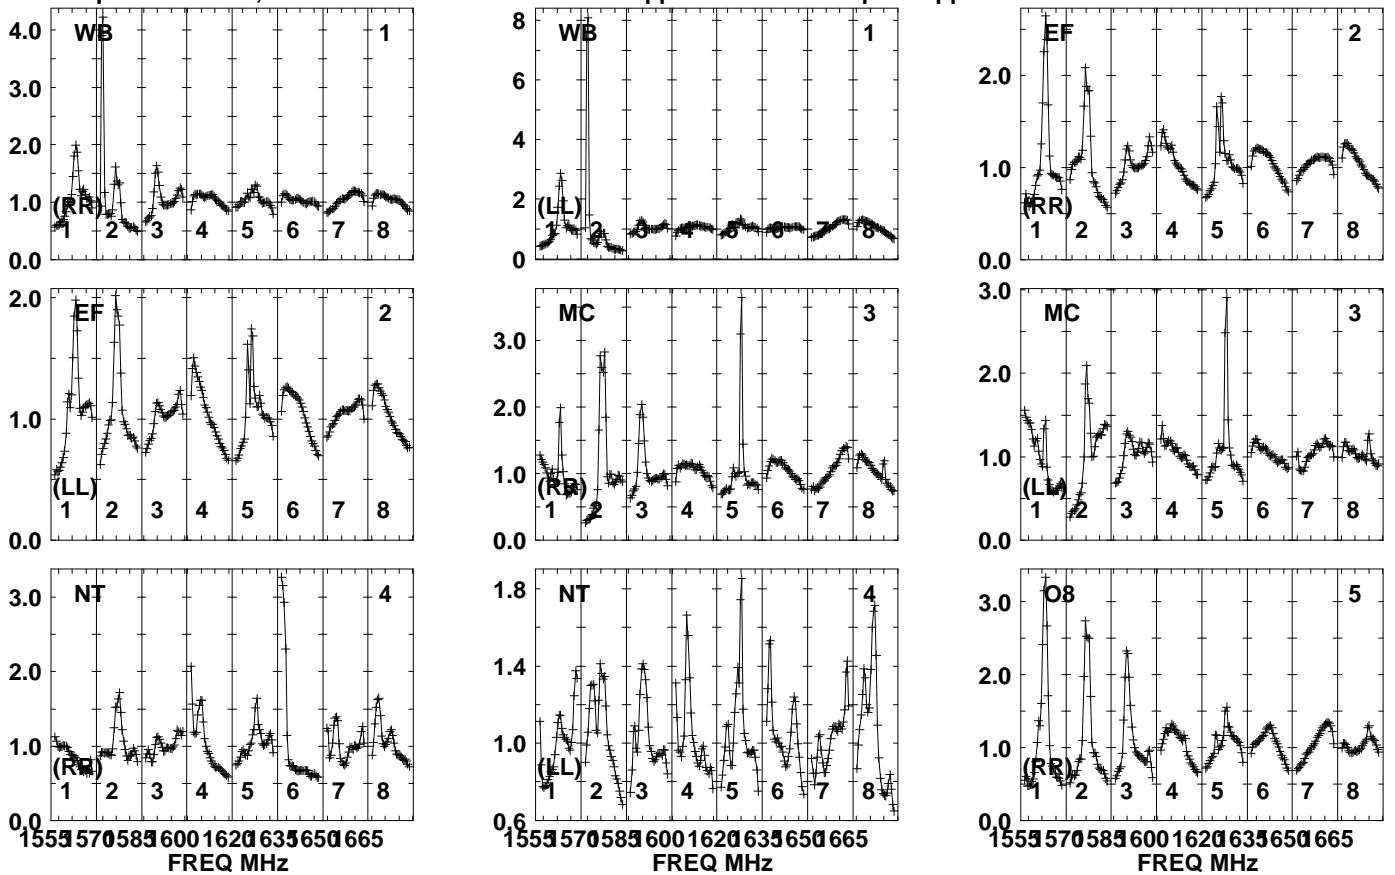 4.0 WB 1 8 WB 1 EF 2
3.0 6 2.0
2.0 4
1.0 2 1.0
(RR) (LL) (RR)
1 2 3 4 5 6 7 8 1 2 3 4 5 6 7 8 1 2 3 4 5 6 7 8
0.0 0 0.0
2.0 EF 2 MC 3 3.0 MC 3
3.0
2.0 2.0
1.0 1.0 1.0
(LL) (RR) (LL)
1 2 3 4 5 6 7 8 1 2 3 4 5 6 7 8 1 2 3 4 5 6 7 8
0.0 0.0 0.0
NT 4 1.8 NT 4 O8 5
3.0 3.0
2.0 1.4 2.0
1.0 1.0 1.0
(RR) (LL) (RR)
1 2 3 4 5 6 7 8 1 2 3 4 5 6 7 8 1 2 3 4 5 6 7 8
0.0 0.6 0.0
1555 1570 1585 1600 1620 1635 1650 1665 1555 1570 1585 1600 1620 1635 1650 1665 1555 1570 1585 1600 1620 1635 1650 1665
FREQ MHz FREQ MHz FREQ MHz